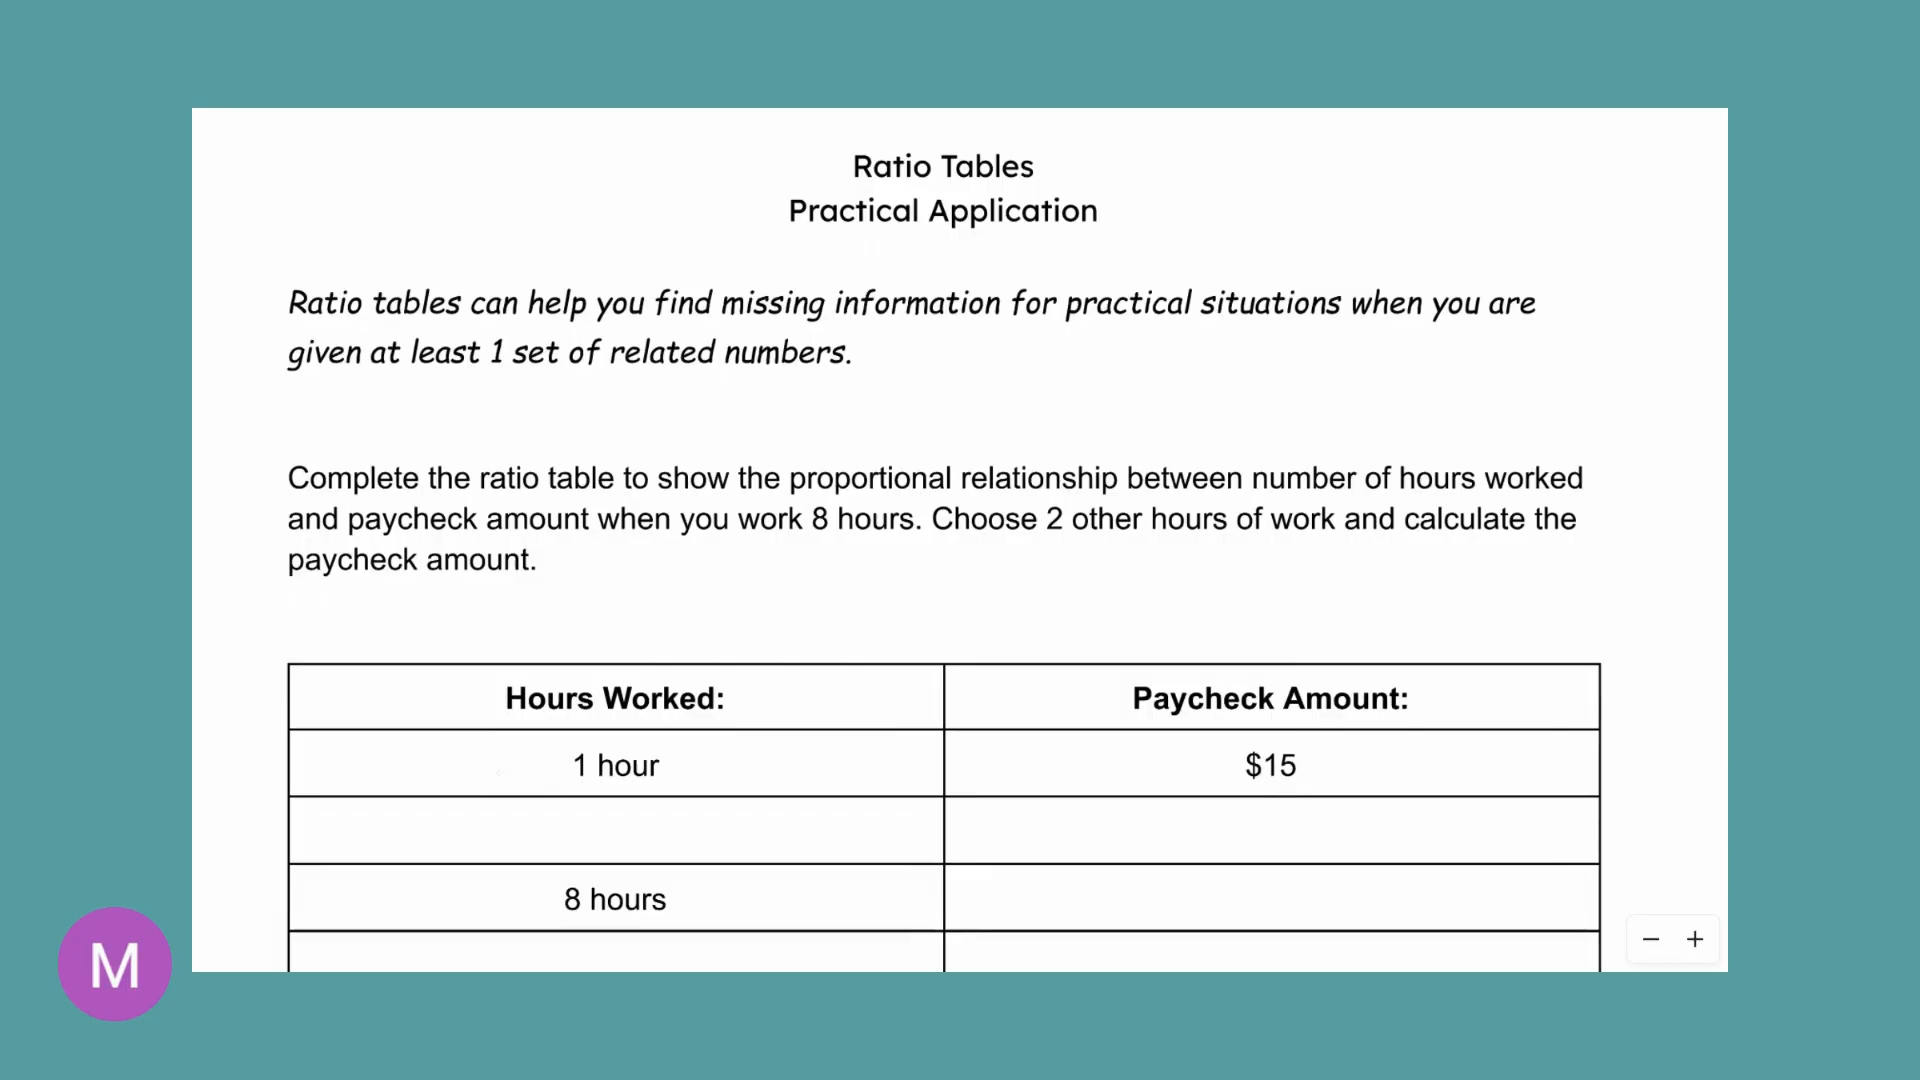 Ratio Tables
Practical Application
Ratio tables can help you find missing information for practical situations when you are
given at least 1 set of related numbers.
Complete the ratio table to show the proportional relationship between number of hours worked
and paycheck amount when you work 8 hours. Choose 2 other hours of work and calculate the
paycheck amount.
Hours Worked: Paycheck Amount:
1 hour $15
8 hours
− +
M